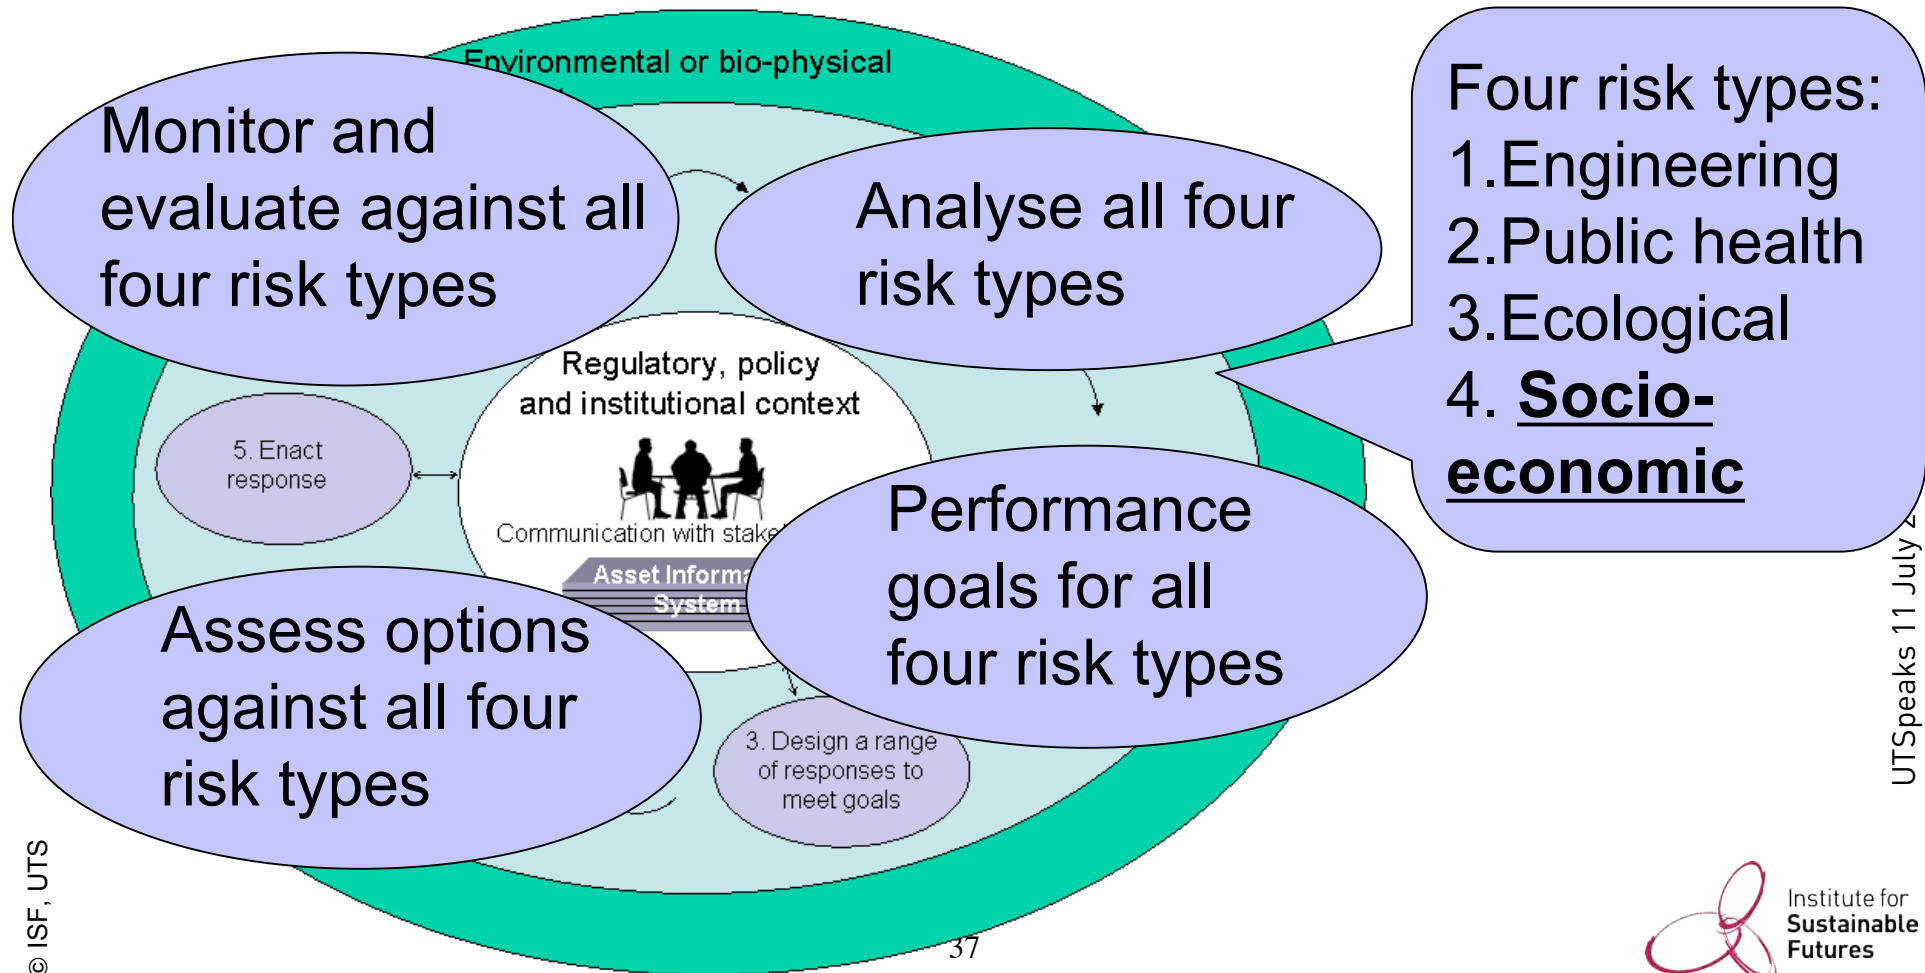 Environmental or bio-physical
Monitor and
evaluate against all
four risk types
Analyse all four
risk types
Four risk types:
1.Engineering
2.Public health
3.Ecological
4. Socio-
economic
Regulatory, policy
and institutional context
5. Enact
response
Communication with
Asset
System
Performance
goals for all
four risk types
Assess options
against all four
risk types
3. Design a range
of responses to
meet goals
UTSpeaks 11 July
© ISF, UTS
37
Institute for
Sustainable
Futures